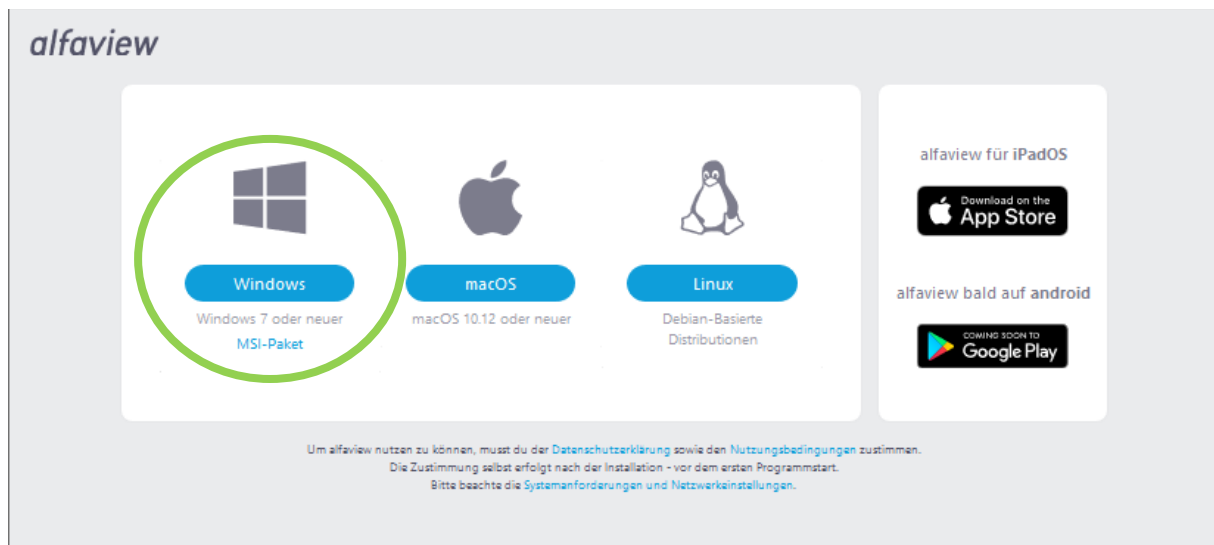 alfaview
Windows
Windows 7 oder neuer
MSI-Paket
macOS
macOS 10.12 oder neuer
Linux
Debian-Basierte
Distributionen
alfaview für iPadOS
Download on the
App Store
alfaview bald auf android
COMING SOON TO
Google Play
Um alfaview nutzen zu können, musst du der Datenschutzerklärung sowie den Nutzungsbedingungen zustimmen.
Die Zustimmung selbst erfolgt nach der Installation - vor dem ersten Programmstart.
Bitte beachte die Systemanforderungen und Netzwerkeinstellungen.